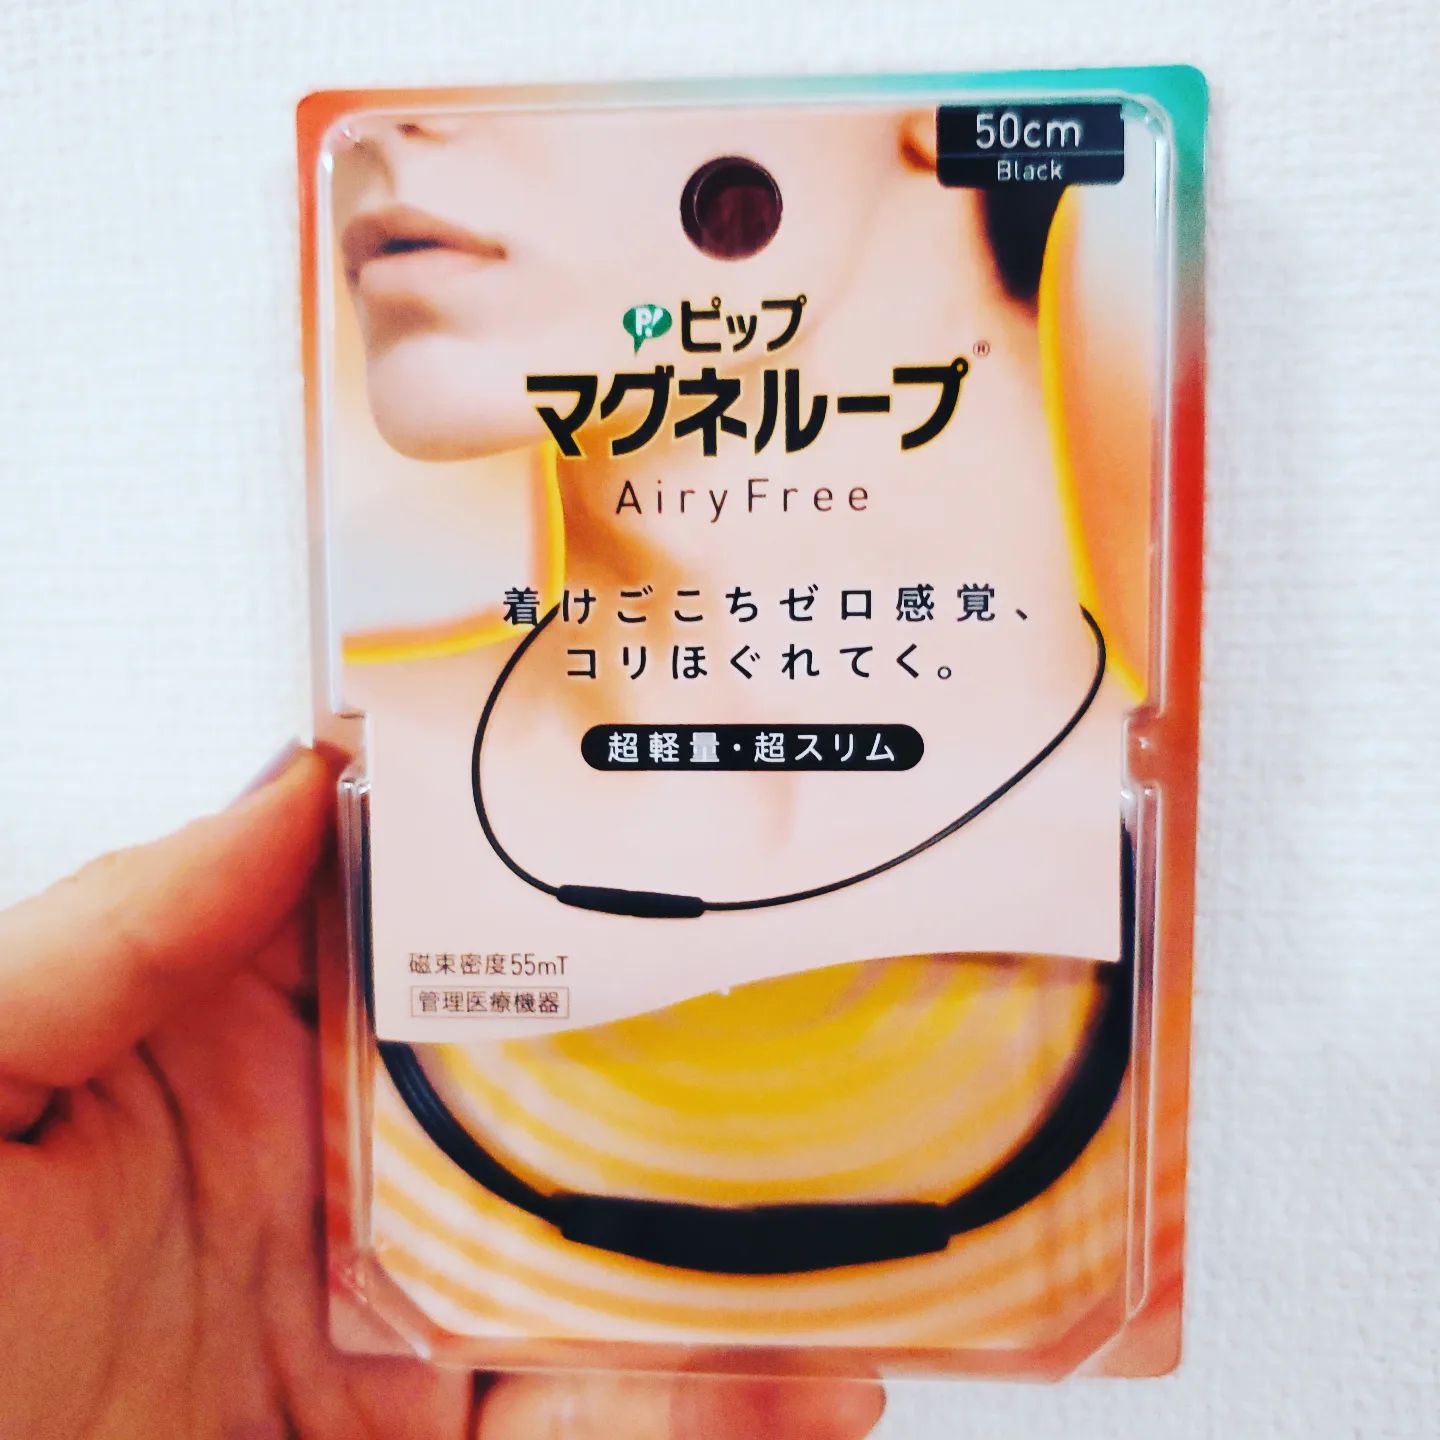 50cm
Black
P! ピップ
マグネループ®
AiryFree
着けごこちゼロ感覚、
コリほぐれてく。
超軽量・超スリム
磁束密度55mT
管理医療機器